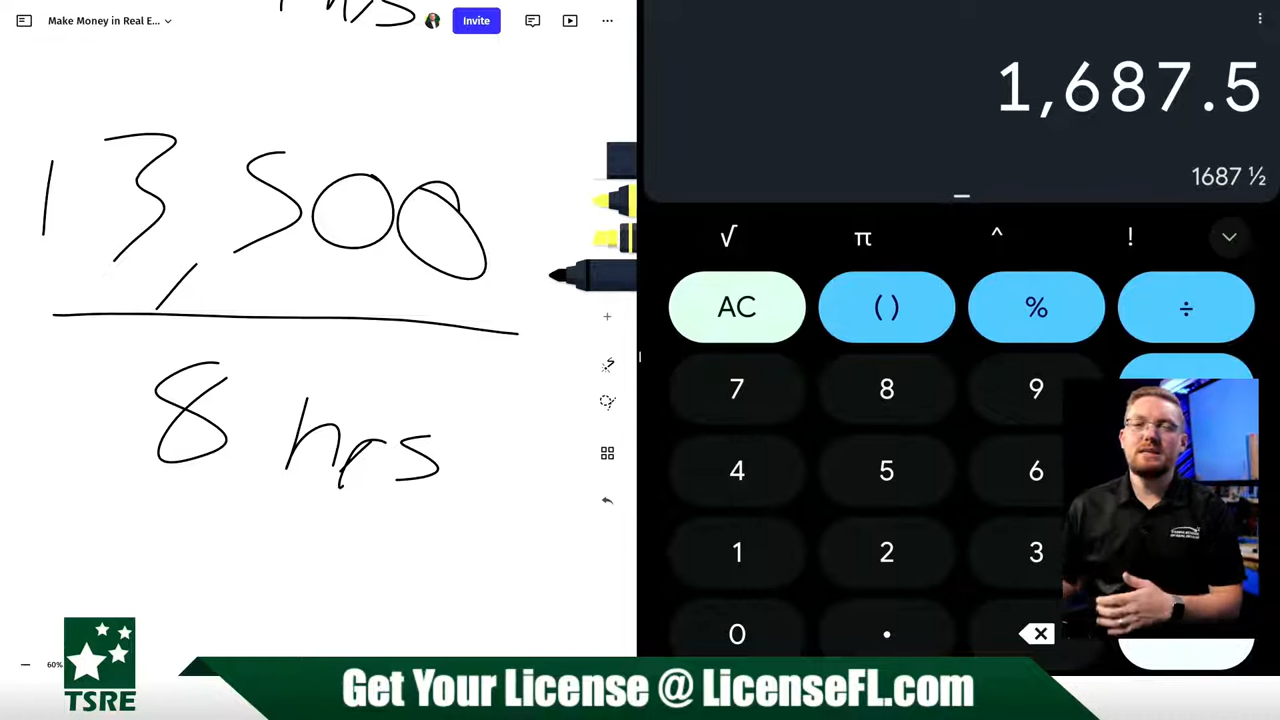 Make Money in Real E...
Invite
hrs
13,500
8 hrs
60%
1,687.5
1687 ½
√ π ^ !
AC ( ) % ÷
7 8 9
4 5 6
1 2 3
0 .
TSRE
Get Your License @ LicenseFL.com